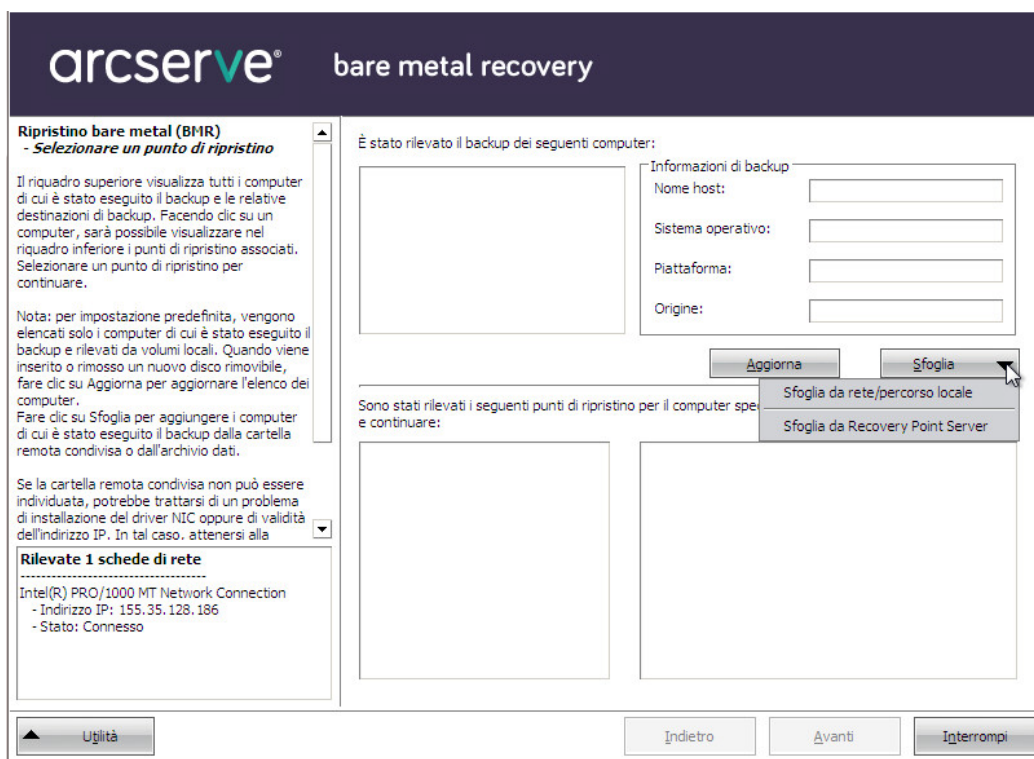 arcserve®
bare metal recovery
Ripristino bare metal (BMR)
- Selezionare un punto di ripristino
Il riquadro superiore visualizza tutti i computer
di cui è stato eseguito il backup e le relative
destinazioni di backup. Facendo clic su un
computer, sarà possibile visualizzare nel
riquadro inferiore i punti di ripristino associati.
Selezionare un punto di ripristino per
continuare.
Nota: per impostazione predefinita, vengono
elencati solo i computer di cui è stato eseguito il
backup e rilevati da volumi locali. Quando viene
inserito o rimosso un nuovo disco rimovibile,
fare clic su Aggiorna per aggiornare l'elenco dei
computer.
Fare clic su Sfoglia per aggiungere i computer
di cui è stato eseguito il backup dalla cartella
remota condivisa o dall'archivio dati.
Se la cartella remota condivisa non può essere
individuata, potrebbe trattarsi di un problema
di installazione del driver NIC oppure di validità
dell'indirizzo IP. In tal caso, attenersi alla
Rilevate 1 schede di rete
------------------------------------
Intel(R) PRO/1000 MT Network Connection
- Indirizzo IP: 155.35.128.186
- Stato: Connesso
È stato rilevato il backup dei seguenti computer:
Informazioni di backup
Nome host:
Sistema operativo:
Piattaforma:
Origine:
Aggiorna
Sfoglia
Sfoglia da rete/percorso locale
Sfoglia da Recovery Point Server
Sono stati rilevati i seguenti punti di ripristino per il computer spe
e continuare:
Utilità
Indietro
Avanti
Interrompi